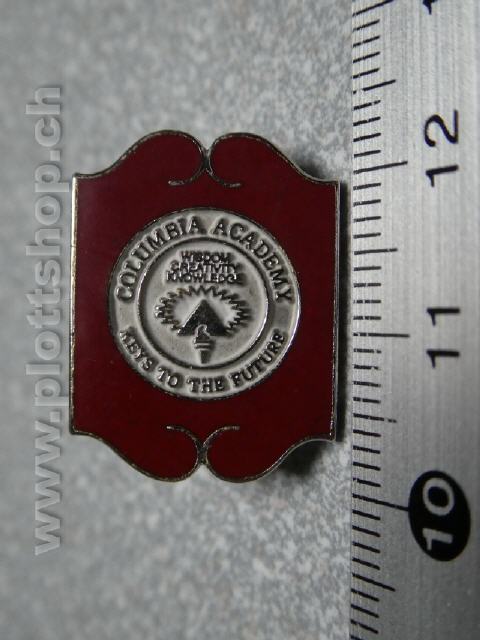 COLUMBIA ACADEMY
WISDOM
CREATIVITY
KNOWLEDGE
KEYS TO THE FUTURE
12
11
10
www.plottshop.ch